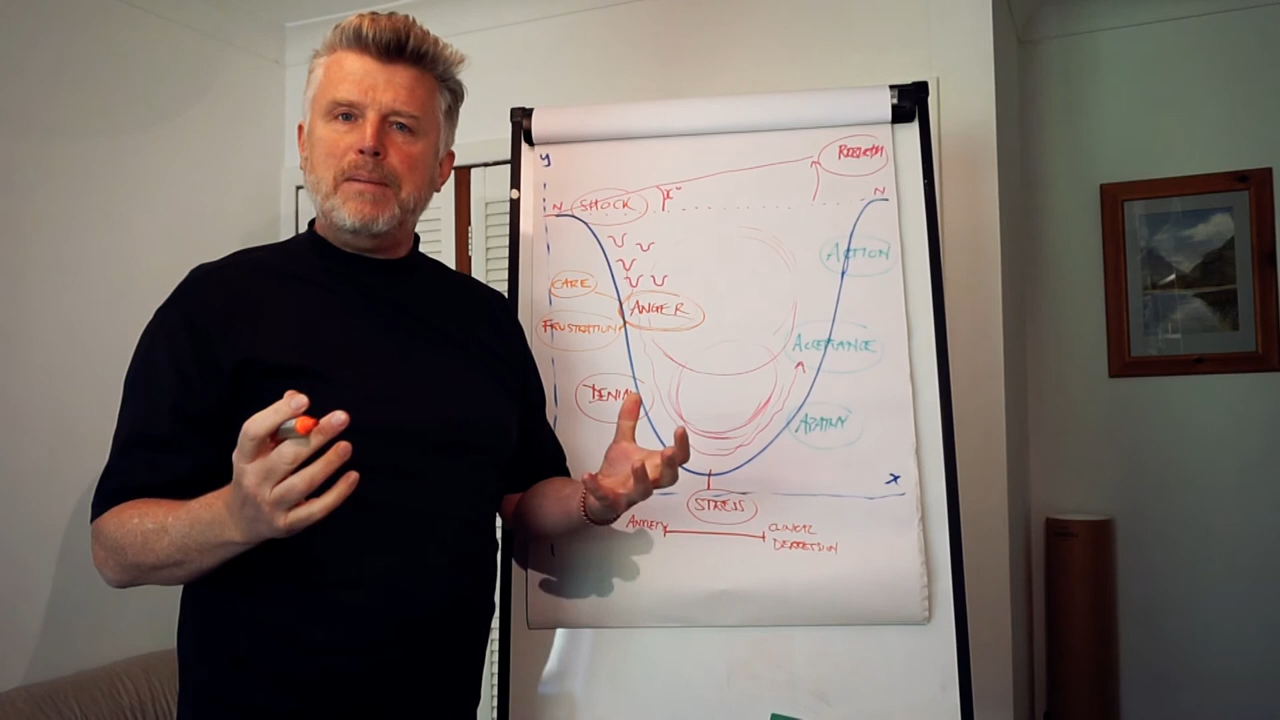 y
REBIRTH
x°
N
SHOCK
N
ACTION
CARE
ANGER
FRUSTRATION
ACCEPTANCE
DENIAL
APATHY
x
STRESS
ANXIETY
CLINICAL
DEPRESSION